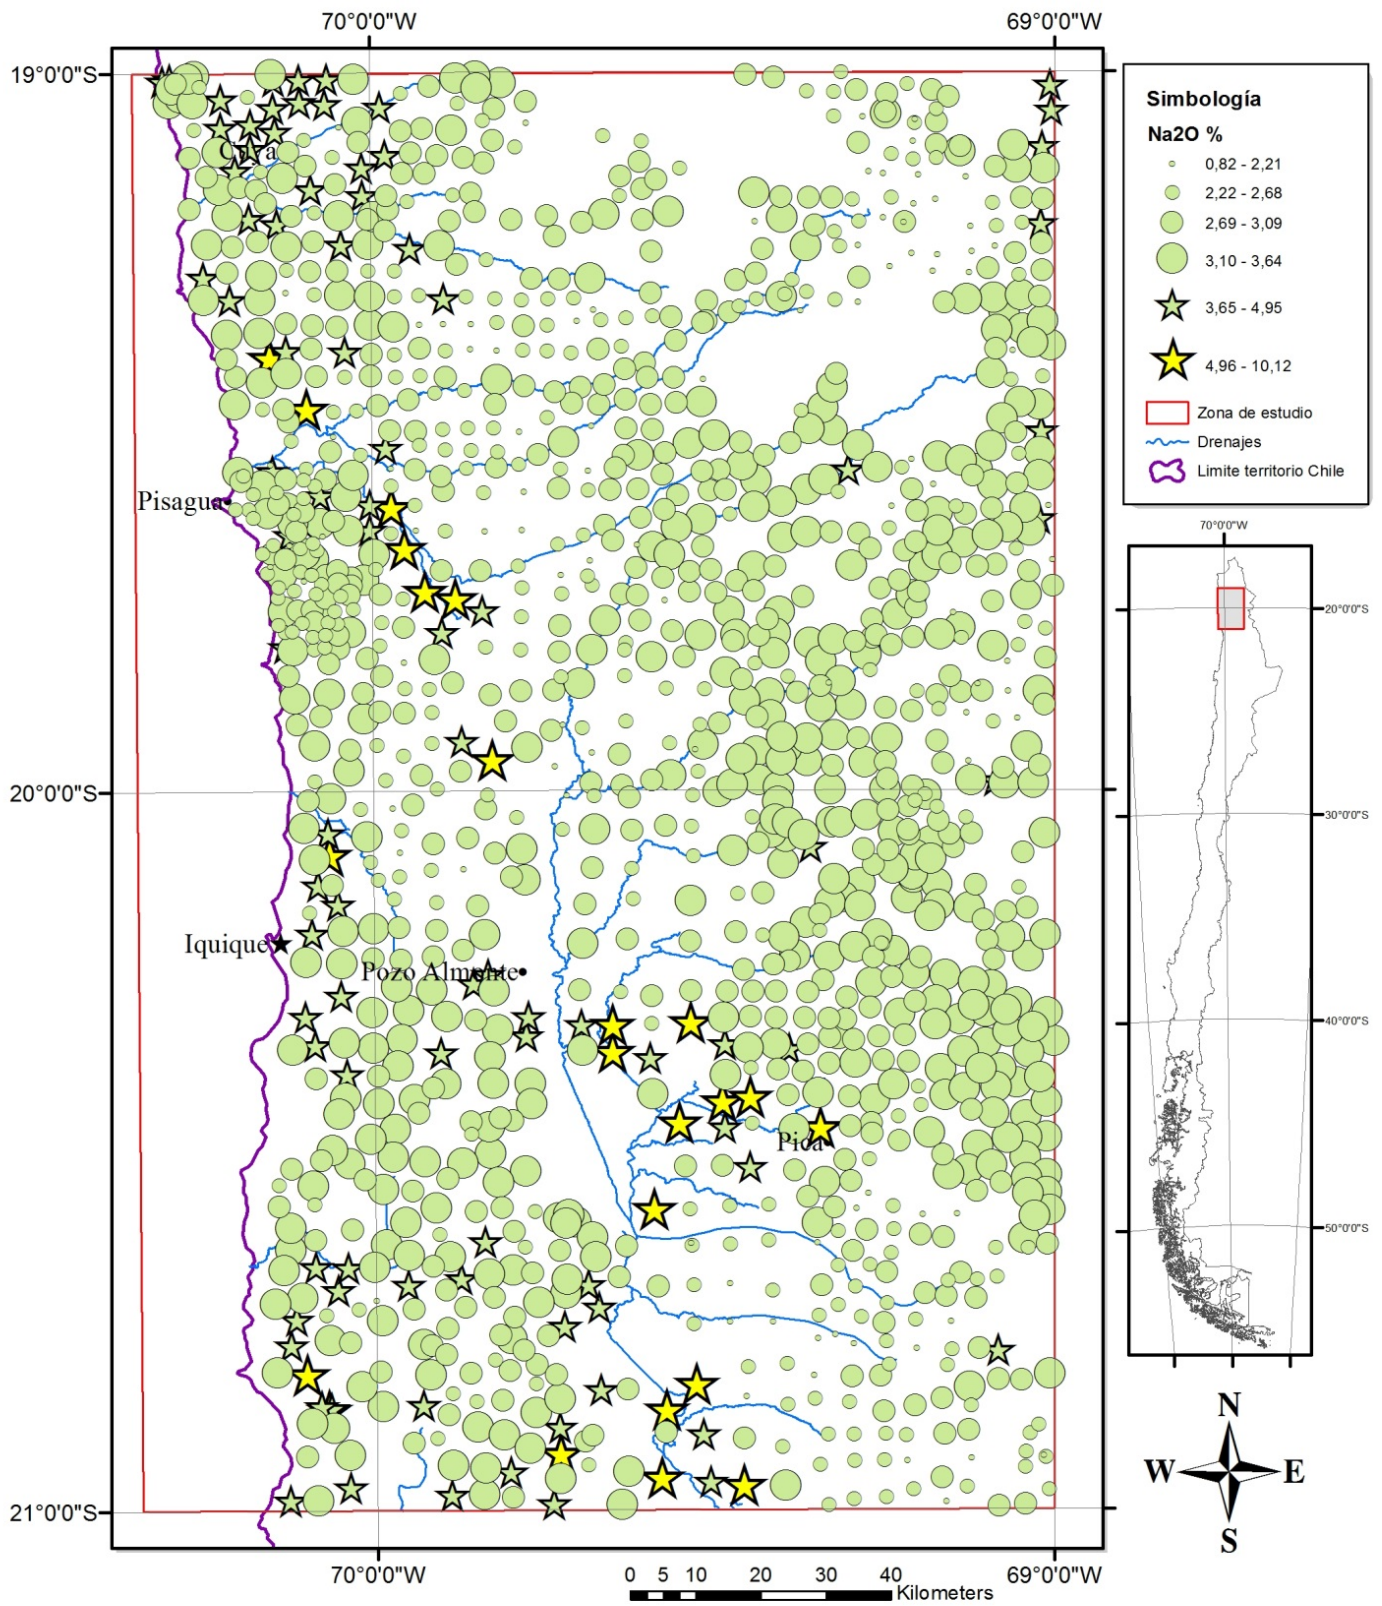 70°0'0"W
69°0'0"W
19°0'0"S
Cuya
Pisagua
20°0'0"S
Iquique
Pozo Almonte
Pica
21°0'0"S
70°0'0"W
69°0'0"W
0 5 10 20 30 40
Kilometers
Simbología
Na2O %
0,82 - 2,21
2,22 - 2,68
2,69 - 3,09
3,10 - 3,64
3,65 - 4,95
4,96 - 10,12
Zona de estudio
Drenajes
Limite territorio Chile
70°0'0"W
20°0'0"S
30°0'0"S
40°0'0"S
50°0'0"S
N
W E
S